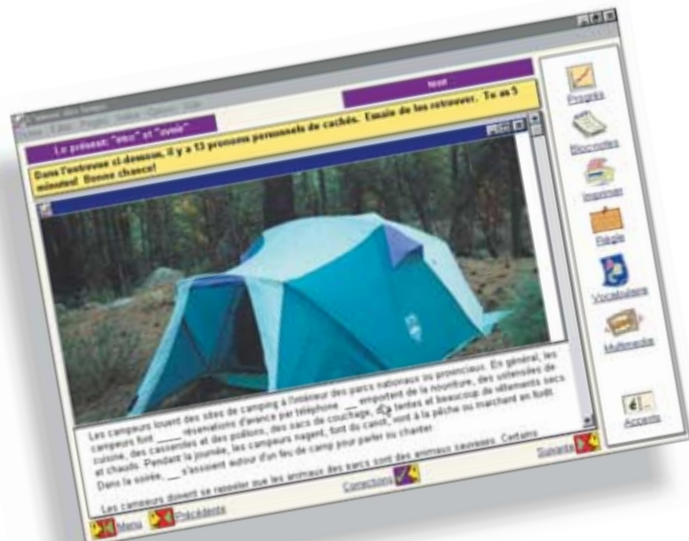 Le présent: "être" et "avoir"
Dans l'entrevue ci-dessous, il y a 13 pronoms personnels de cachés. Essaie de les retrouver. Tu as 5
minutes! Bonne chance!
Progrès
Imprimer
Règle
Vocabulaire
Multimedia
Accents
Les campeurs louent des sites de camping à l'intérieur des parcs nationaux ou provinciaux. En général, les
campeurs font ____ réservations d'avance par téléphone. __ emportent de la nourriture, des ustensiles de
cuisine, des casseroles et des poêlons, des sacs de couchage, des tentes et beaucoup de vêtements secs
et chauds. Pendant la journée, les campeurs nagent, font du canot, vont à la pêche ou marchent en forêt.
Dans la soirée, __ s'assoient autour d'un feu de camp pour parler ou chanter.
Les campeurs doivent se rappeler que les animaux des parcs sont des animaux sauvages. Certains
Menu
Précédente
Corrections
Suivante